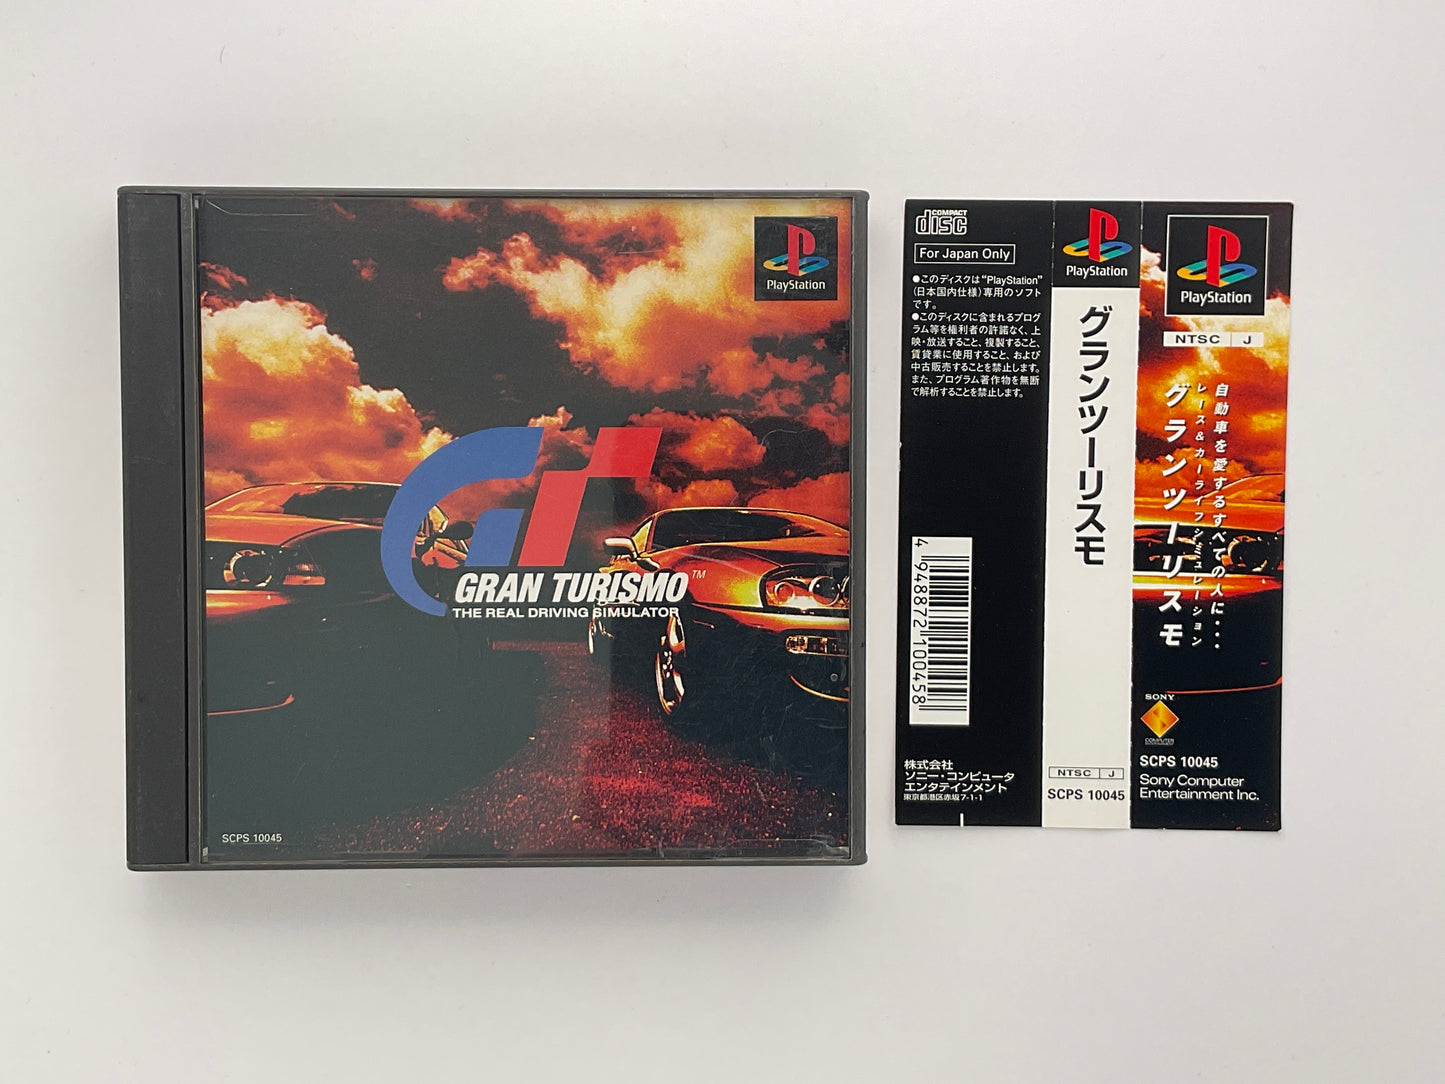 PlayStation
GRAN TURISMO™
THE REAL DRIVING SIMULATOR
SCPS 10045
COMPACT
disc
For Japan Only
●このディスクは“PlayStation”
(日本国内仕様)専用のソフト
です。
●このディスクに含まれるプログ
ラム等を権利者の許諾なく、上
映・放送すること、複製すること、
賃貸業に使用すること、および
中古販売することを禁止します。
また、プログラム著作物を無断
で解析することを禁止します。
4948872100458
株式会社
ソニー・コンピュータ
エンタテインメント
東京都港区赤坂7-1-1
PlayStation
グランツーリスモ
NTSC J
SCPS 10045
PlayStation
NTSC J
自動車を愛するすべての人に・・・
レース&カーライフシミュレーション
グランツーリスモ
SONY
COMPUTER
ENTERTAINMENT
SCPS 10045
Sony Computer
Entertainment Inc.